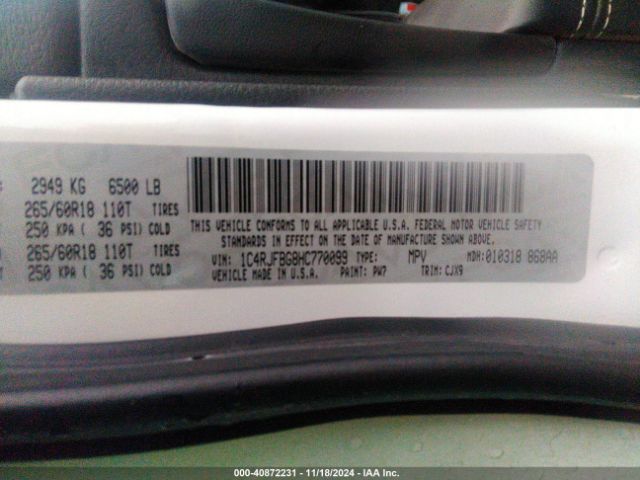 2949 KG 6500 LB
265/60R18 110T TIRES
250 KPA ( 36 PSI) COLD
265/60R18 110T TIRES
250 KPA ( 36 PSI) COLD
THIS VEHICLE CONFORMS TO ALL APPLICABLE U.S.A. FEDERAL MOTOR VEHICLE SAFETY
STANDARDS IN EFFECT ON THE DATE OF MANUFACTURE SHOWN ABOVE.
VIN: 1C4RJFBG8HC770099 TYPE: MPV MDH: 010318 868AA
VEHICLE MADE IN U.S.A. PAINT: PW7 TRIM: CJX9
000-40872231 - 11/18/2024 - IAA Inc.